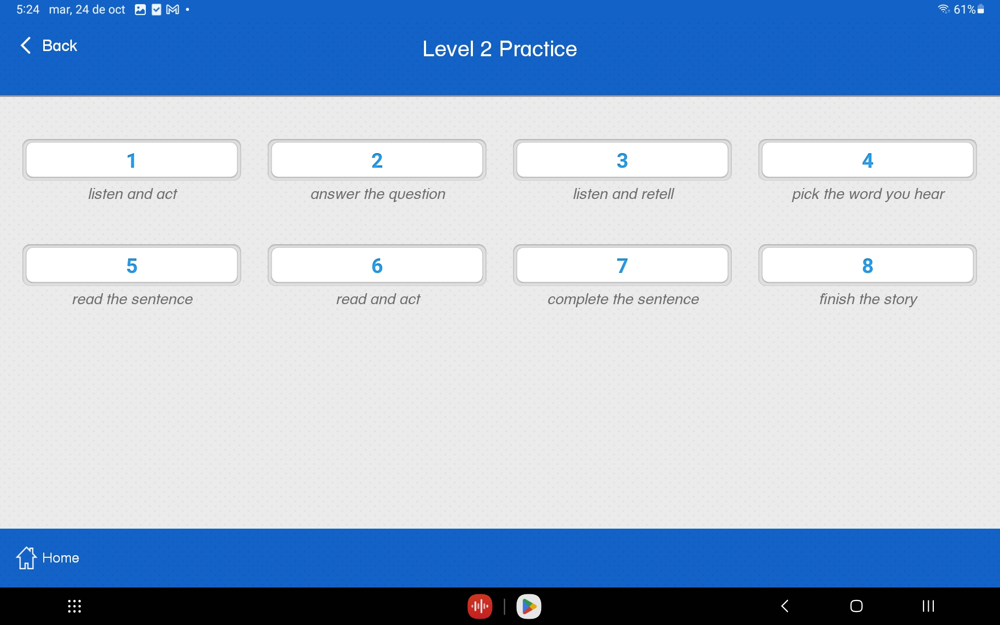 5:24 mar, 24 de oct 61%
Back
Level 2 Practice
1 2 3 4
listen and act answer the question listen and retell pick the word you hear
5 6 7 8
read the sentence read and act complete the sentence finish the story
Home